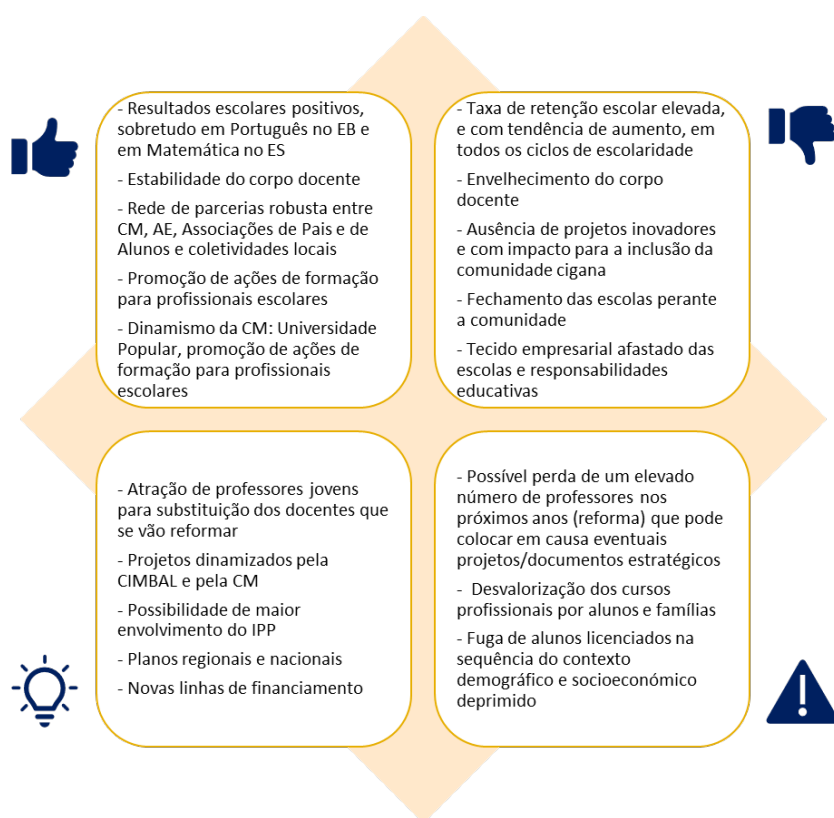 - Resultados escolares positivos,
sobretudo em Português no EB e
em Matemática no ES
- Estabilidade do corpo docente
- Rede de parcerias robusta entre
CM, AE, Associações de Pais e de
Alunos e coletividades locais
- Promoção de ações de formação
para profissionais escolares
- Dinamismo da CM: Universidade
Popular, promoção de ações de
formação para profissionais
escolares
- Taxa de retenção escolar elevada,
e com tendência de aumento, em
todos os ciclos de escolaridade
- Envelhecimento do corpo
docente
- Ausência de projetos inovadores
e com impacto para a inclusão da
comunidade cigana
- Fechamento das escolas perante
a comunidade
- Tecido empresarial afastado das
escolas e responsabilidades
educativas
- Atração de professores jovens
para substituição dos docentes que
se vão reformar
- Projetos dinamizados pela
CIMBAL e pela CM
- Possibilidade de maior
envolvimento do IPP
- Planos regionais e nacionais
- Novas linhas de financiamento
- Possível perda de um elevado
número de professores nos
próximos anos (reforma) que pode
colocar em causa eventuais
projetos/documentos estratégicos
- Desvalorização dos cursos
profissionais por alunos e famílias
- Fuga de alunos licenciados na
sequência do contexto
demográfico e socioeconómico
deprimido